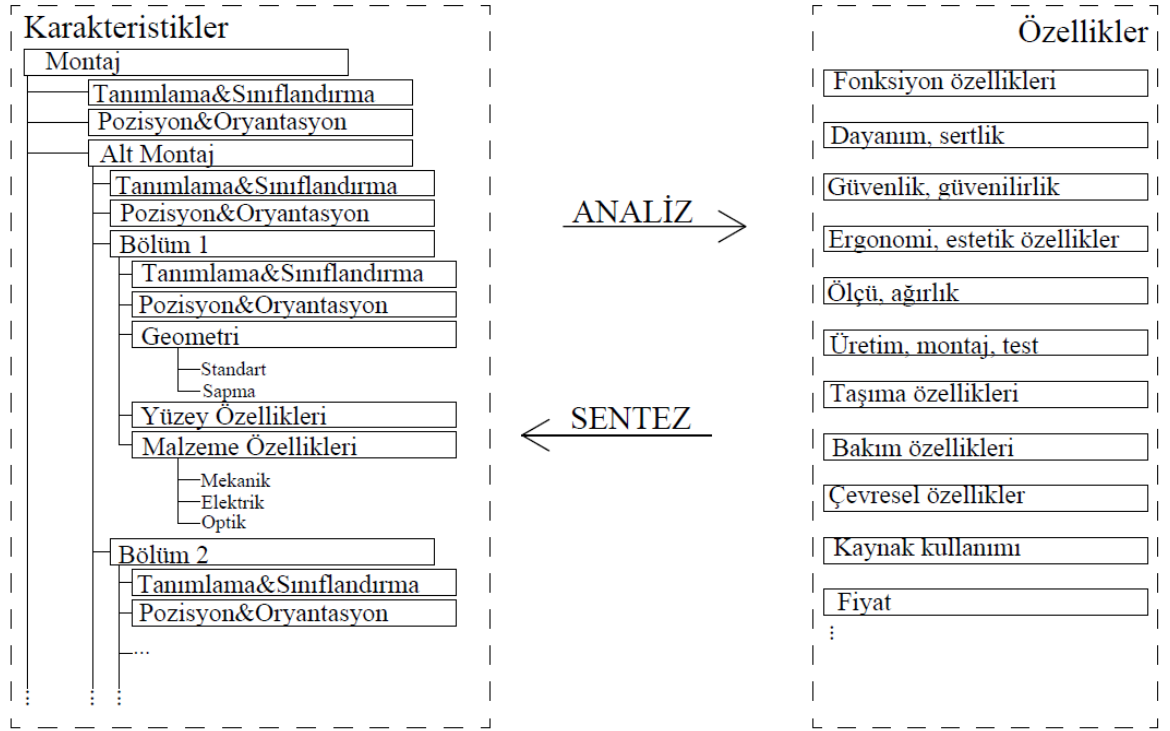 Karakteristikler
Montaj
Tanımlama&Sınıflandırma
Pozisyon&Oryantasyon
Alt Montaj
Tanımlama&Sınıflandırma
Pozisyon&Oryantasyon
Bölüm 1
Tanımlama&Sınıflandırma
Pozisyon&Oryantasyon
Geometri
Standart
Sapma
Yüzey Özellikleri
Malzeme Özellikleri
Mekanik
Elektrik
Optik
Bölüm 2
Tanımlama&Sınıflandırma
Pozisyon&Oryantasyon
...
ANALİZ
SENTEZ
Özellikler
Fonksiyon özellikleri
Dayanım, sertlik
Güvenlik, güvenilirlik
Ergonomi, estetik özellikler
Ölçü, ağırlık
Üretim, montaj, test
Taşıma özellikleri
Bakım özellikleri
Çevresel özellikler
Kaynak kullanımı
Fiyat